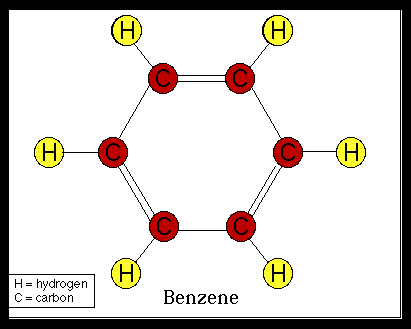 H H
C C
H C C H
C C
H H
H = hydrogen
C = carbon
Benzene